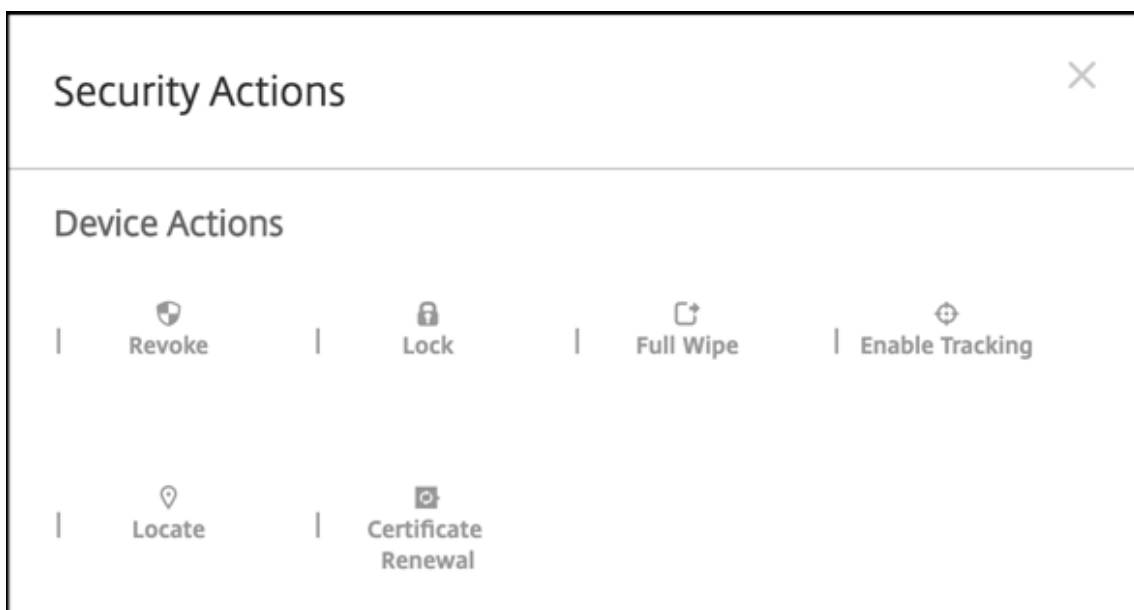 Security Actions
Device Actions
Revoke
Lock
Full Wipe
Enable Tracking
Locate
Certificate
Renewal